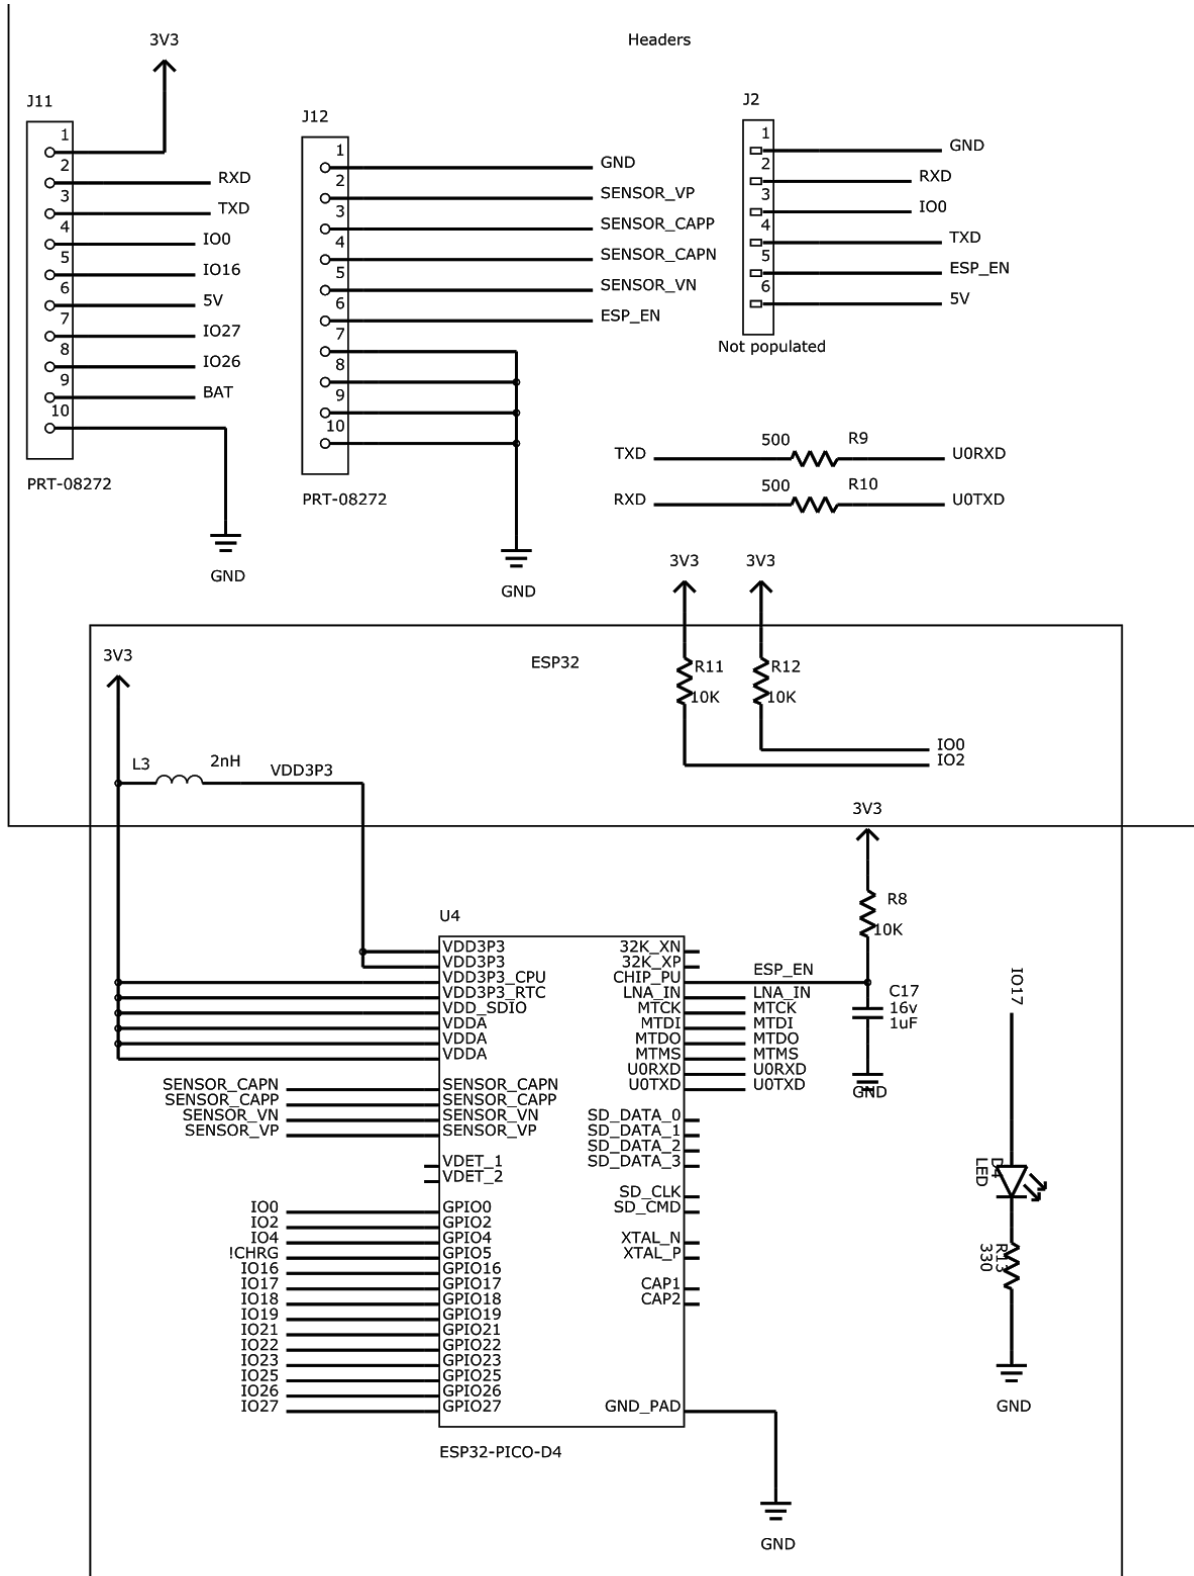 Headers
3V3
J11
1
2
3
4
5
6
7
8
9
10
RXD
TXD
IO0
IO16
5V
IO27
IO26
BAT
PRT-08272
GND
J12
1
2
3
4
5
6
7
8
9
10
GND
SENSOR_VP
SENSOR_CAPP
SENSOR_CAPN
SENSOR_VN
ESP_EN
PRT-08272
GND
J2
1
2
3
4
5
6
GND
RXD
IO0
TXD
ESP_EN
5V
Not populated
TXD 500 R9 U0RXD
RXD 500 R10 U0TXD
3V3 3V3
R11 R12
10K 10K
IO0
IO2
ESP32
3V3
L3 2nH VDD3P3
3V3
R8
10K
ESP_EN
C17
16v
1uF
GND
U4
VDD3P3
VDD3P3
VDD3P3_CPU
VDD3P3_RTC
VDD_SDIO
VDDA
VDDA
VDDA
SENSOR_CAPN SENSOR_CAPN
SENSOR_CAPP SENSOR_CAPP
SENSOR_VN SENSOR_VN
SENSOR_VP SENSOR_VP
VDET_1
VDET_2
IO0 GPIO0
IO2 GPIO2
IO4 GPIO4
!CHRG GPIO5
IO16 GPIO16
IO17 GPIO17
IO18 GPIO18
IO19 GPIO19
IO21 GPIO21
IO22 GPIO22
IO23 GPIO23
IO25 GPIO25
IO26 GPIO26
IO27 GPIO27
32K_XN
32K_XP
CHIP_PU
LNA_IN LNA_IN
MTCK MTCK
MTDI MTDI
MTDO MTDO
MTMS MTMS
U0RXD U0RXD
U0TXD U0TXD
SD_DATA_0
SD_DATA_1
SD_DATA_2
SD_DATA_3
SD_CLK
SD_CMD
XTAL_N
XTAL_P
CAP1
CAP2
GND_PAD
ESP32-PICO-D4
GND
IO17
D4
LED
R13
330
GND